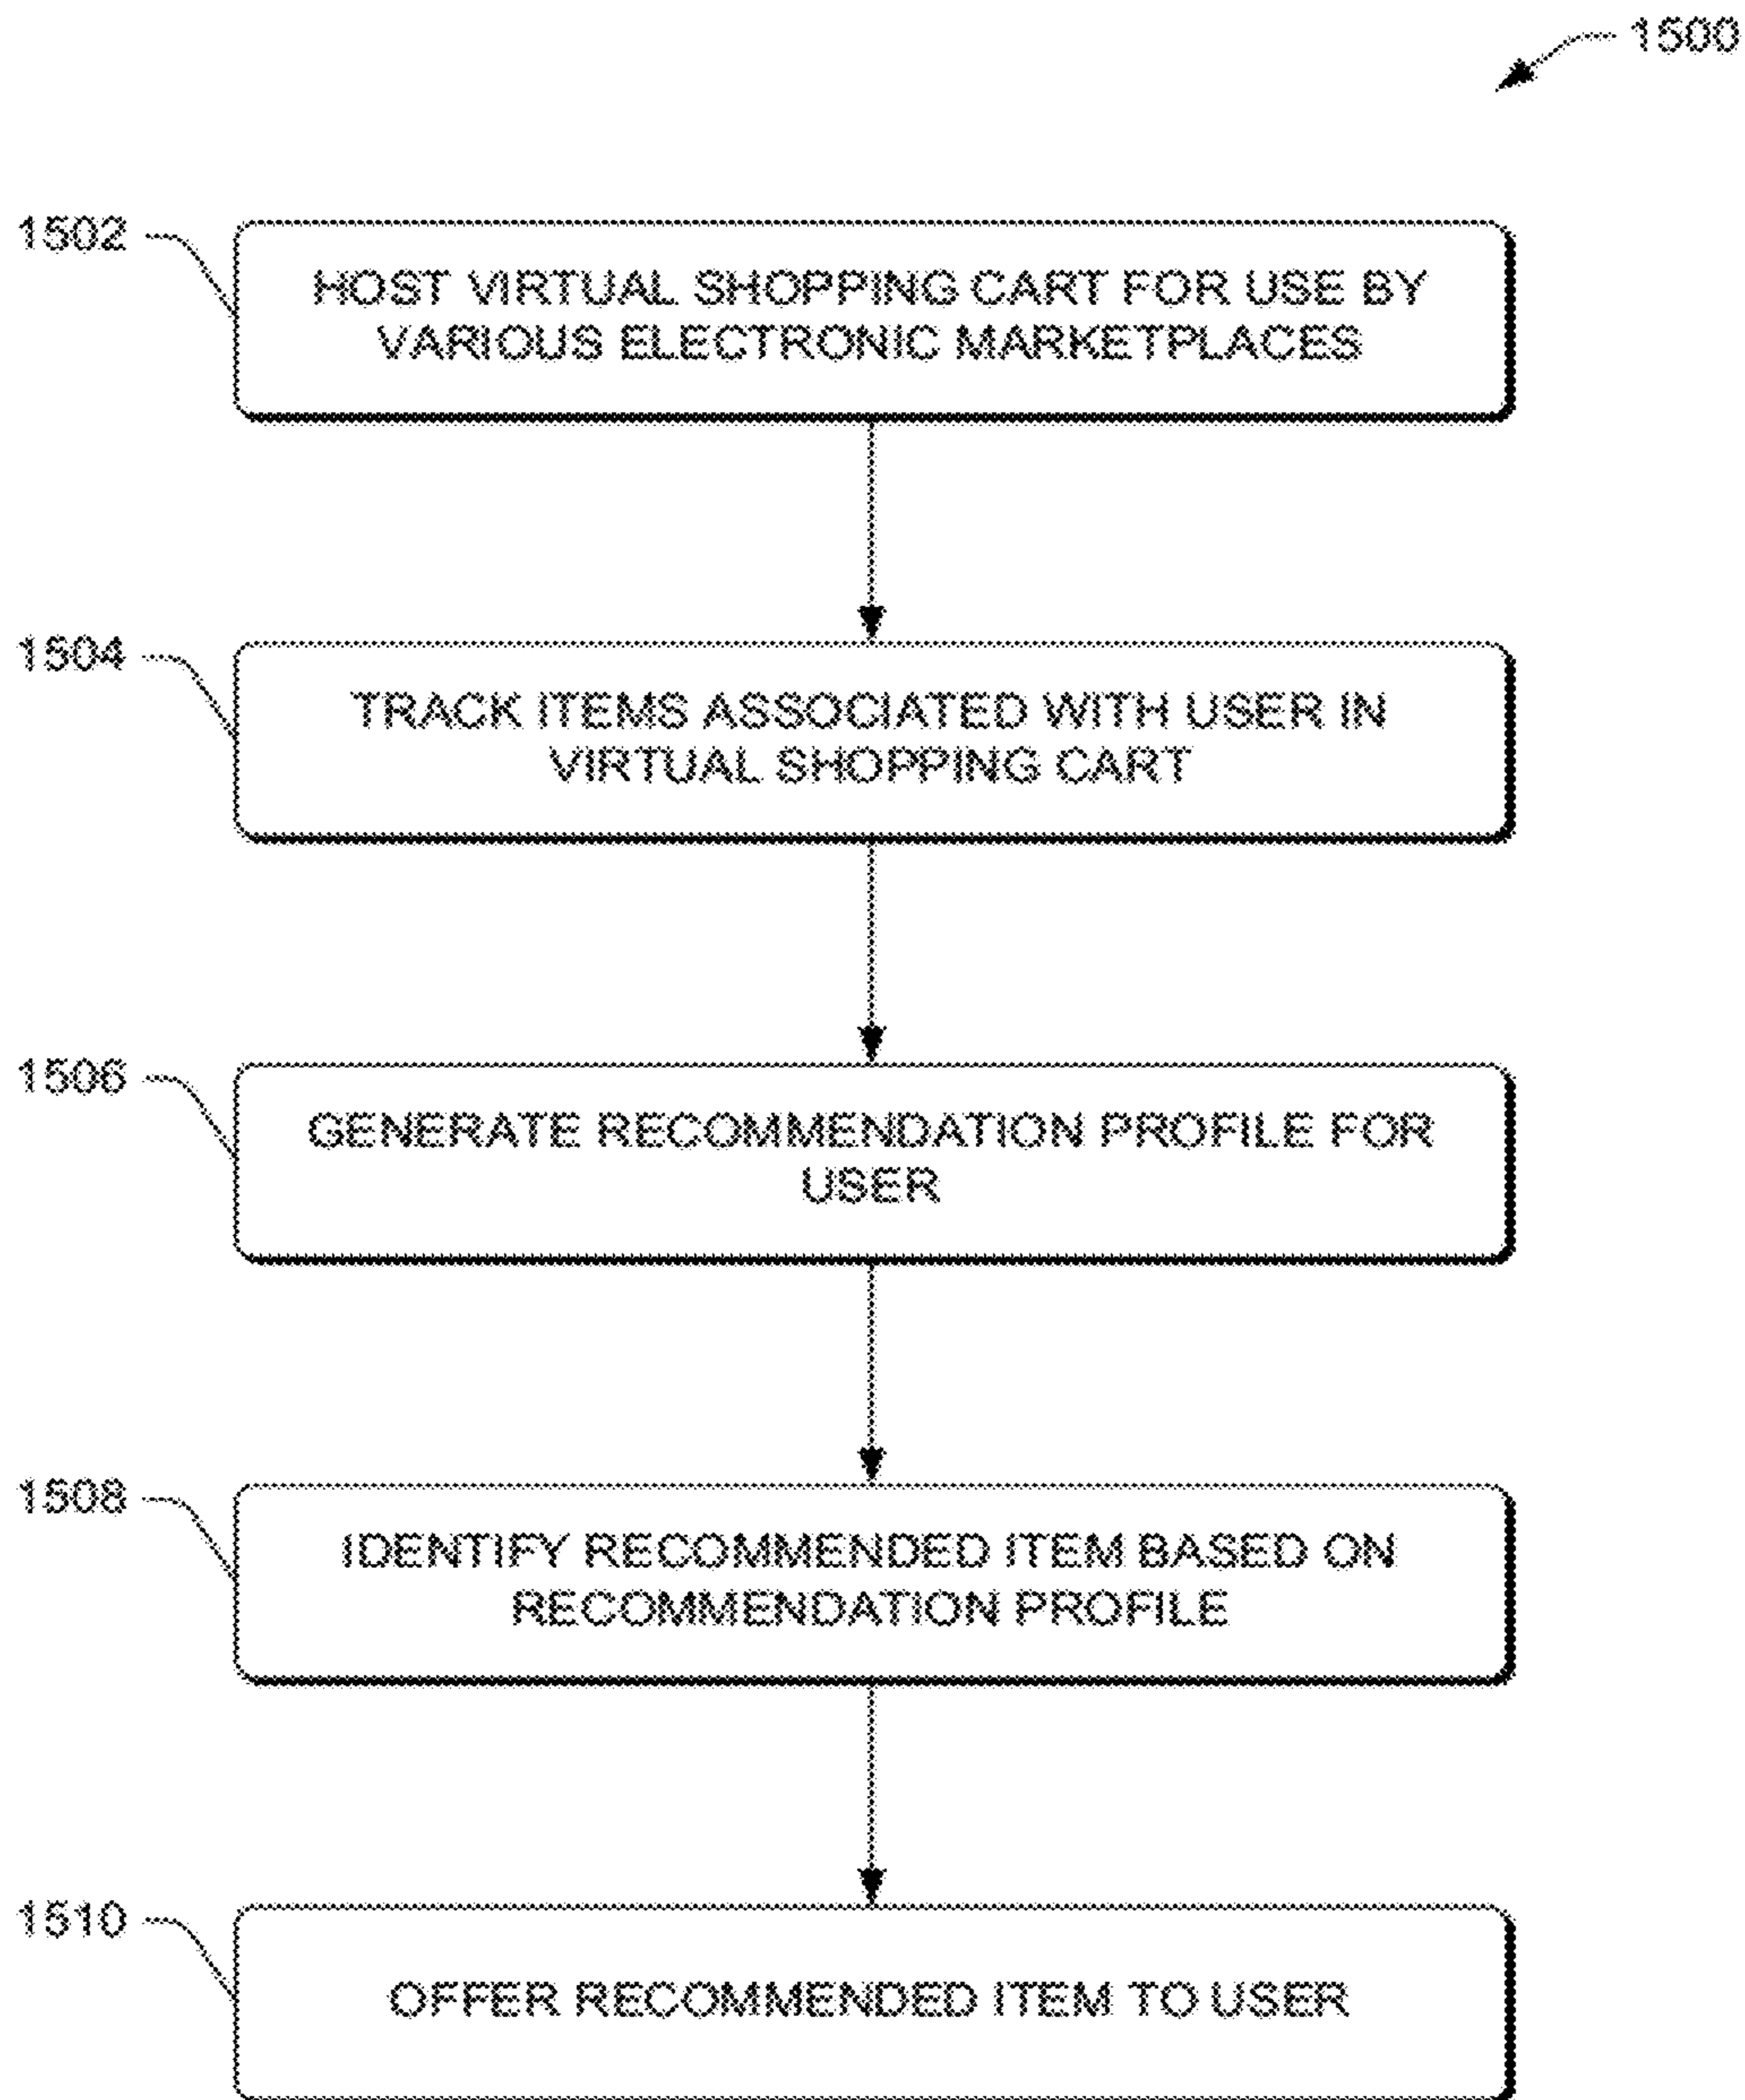 1500
1502
HOST VIRTUAL SHOPPING CART FOR USE BY
VARIOUS ELECTRONIC MARKETPLACES
1504
TRACK ITEMS ASSOCIATED WITH USER IN
VIRTUAL SHOPPING CART
1506
GENERATE RECOMMENDATION PROFILE FOR
USER
1508
IDENTIFY RECOMMENDED ITEM BASED ON
RECOMMENDATION PROFILE
1510
OFFER RECOMMENDED ITEM TO USER